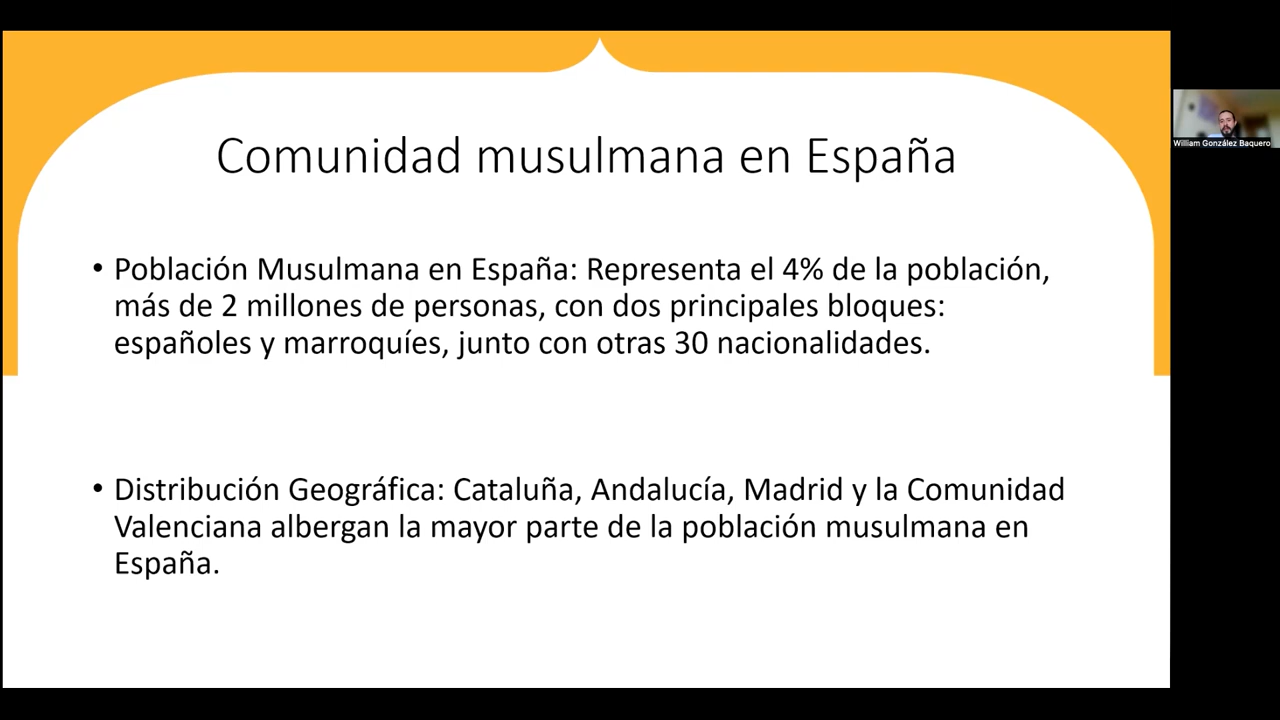 Comunidad musulmana en España
• Población Musulmana en España: Representa el 4% de la población,
más de 2 millones de personas, con dos principales bloques:
españoles y marroquíes, junto con otras 30 nacionalidades.
• Distribución Geográfica: Cataluña, Andalucía, Madrid y la Comunidad
Valenciana albergan la mayor parte de la población musulmana en
España.
William González Baquero